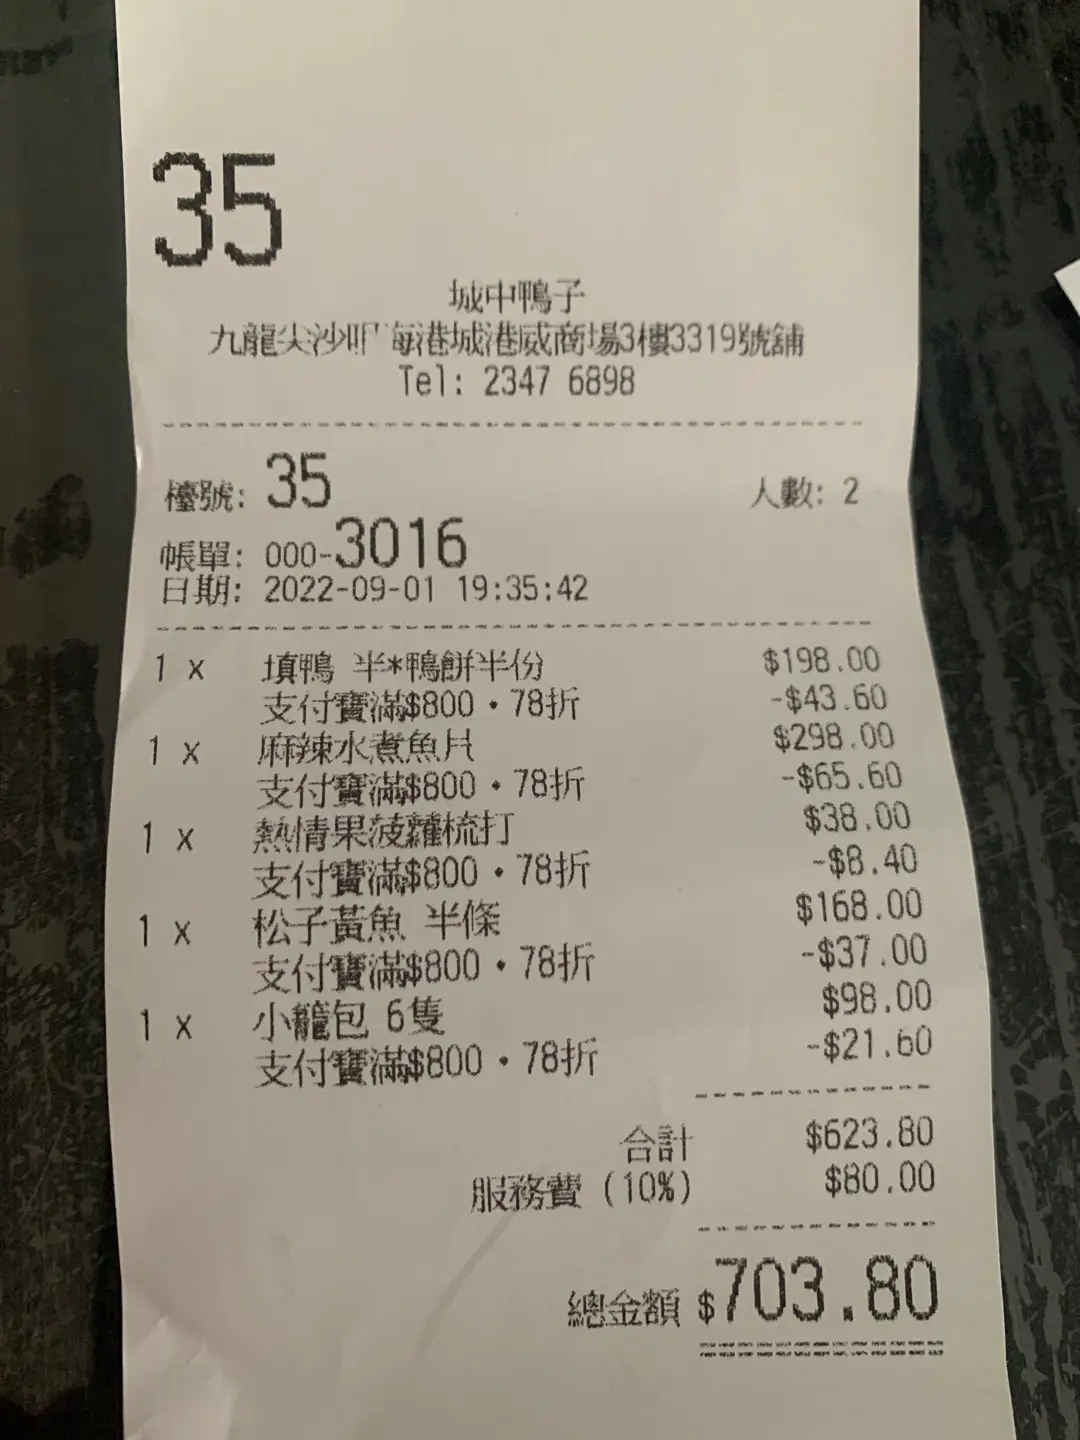 35
城中鴨子
九龍尖沙咀海港城港威商場3樓3319號舖
Tel: 2347 6898
檯號: 35 人數: 2
帳單: 000-3016
日期: 2022-09-01 19:35:42
1 x 填鴨 半*鴨餅半份 $198.00
支付寶滿$800・78折 -$43.60
1 x 麻辣水煮魚片 $298.00
支付寶滿$800・78折 -$65.60
1 x 熱情果菠蘿梳打 $38.00
支付寶滿$800・78折 -$8.40
1 x 松子黃魚 半條 $168.00
支付寶滿$800・78折 -$37.00
1 x 小籠包 6隻 $98.00
支付寶滿$800・78折 -$21.60
合計 $623.80
服務費 (10%) $80.00
總金額 $703.80